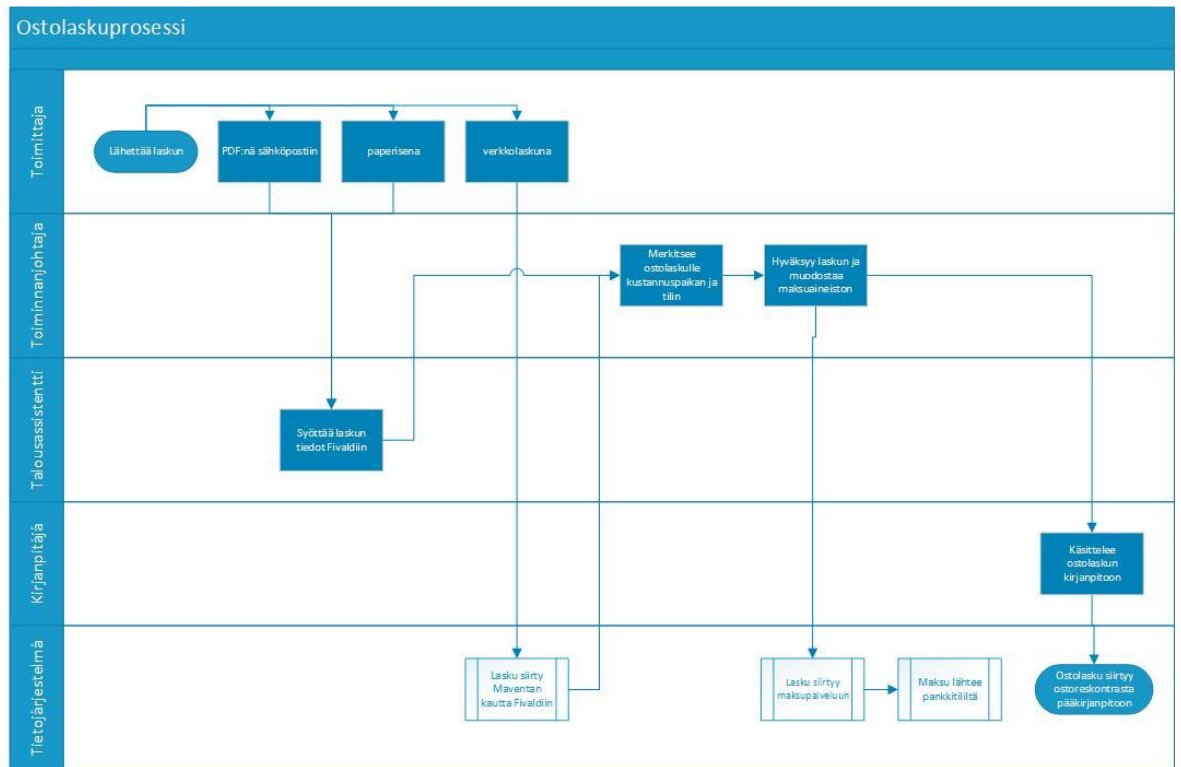 Ostolaskuprosessi
Toimittaja
Lähettää laskun
PDF:nä sähköpostiin
paperisena
verkkolaskuna
Toiminnanjohtaja
Merkitsee
ostolaskulle
kustannuspaikan ja
tilin
Hyväksyy laskun ja
muodostaa
maksuaineiston
Talousassistentti
Syöttää laskun
tiedot Fivaldiin
Kirjanpitäjä
Käsittelee
ostolaskun
kirjanpitoon
Tietojärjestelmä
Lasku siirty
Maventan
kautta Fivaldiin
Lasku siirtyy
maksupalveluun
Maksu lähtee
pankkitililtä
Ostolasku siirtyy
ostoreskontrasta
pääkirjanpitoon